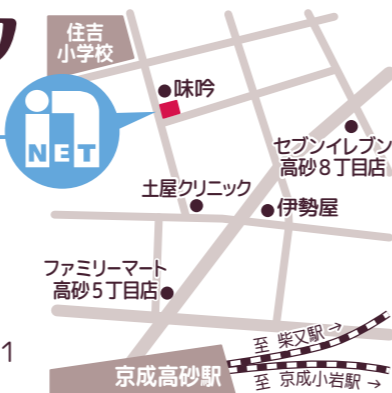 住吉
小学校
味吟
in
NET
セブンイレブン
高砂8丁目店
土屋クリニック
伊勢屋
ファミリーマート
高砂5丁目店
1
至 柴又駅 →
京成高砂駅
至 京成小岩駅 →